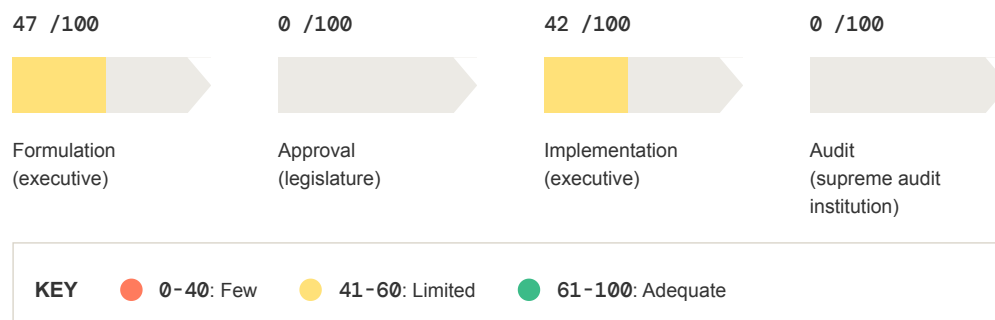 47 /100
0 /100
42 /100
0 /100
Formulation
(executive)
Approval
(legislature)
Implementation
(executive)
Audit
(supreme audit
institution)
KEY 0-40: Few 41-60: Limited 61-100: Adequate